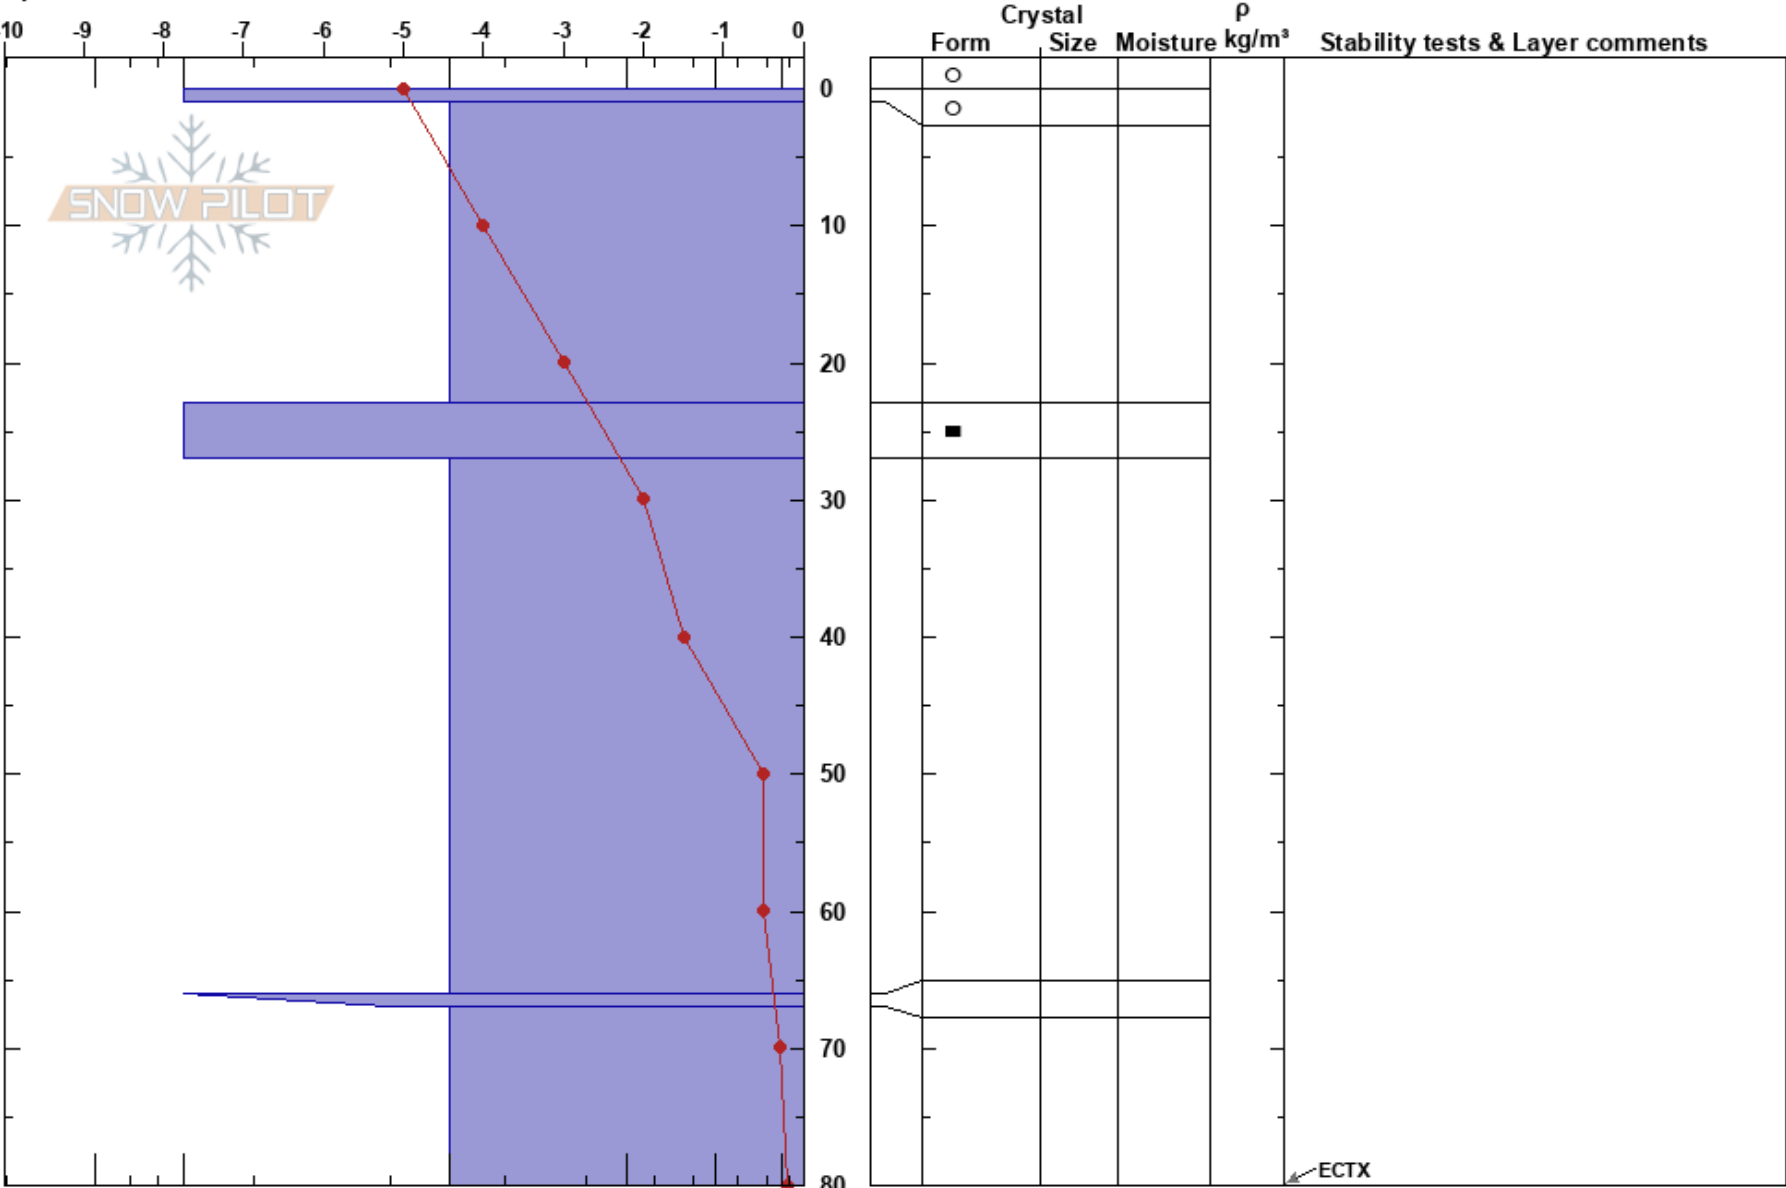 Crystal ρ
-10 -9 -8 -7 -6 -5 -4 -3 -2 -1 0
Form Size Moisture kg/m³ Stability tests & Layer comments
0
SNOW PILOT
10
20
30
40
50
60
70
ECTX
80